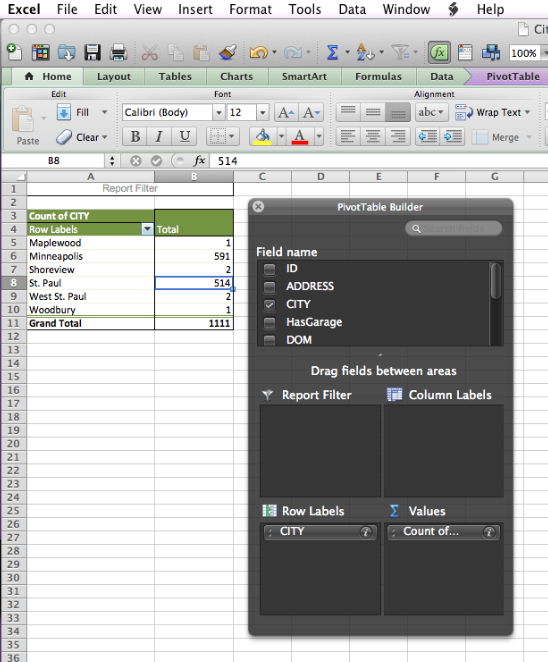 Excel File Edit View Insert Format Tools Data Window Help
Cit
fx 100%
Home Layout Tables Charts SmartArt Formulas Data PivotTable
Edit Font Alignment
Paste Fill Calibri (Body) 12 A A abc Wrap Text
Clear B I U A Merge
B8 fx 514
A B C D E F G
1 Report Filter
2
3 Count of CITY
4 Row Labels Total
5 Maplewood 1
6 Minneapolis 591
7 Shoreview 2
8 St. Paul 514
9 West St. Paul 2
10 Woodbury 1
11 Grand Total 1111
12
13
14
15
16
17
18
19
20
21
22
23
24
25
26
27
28
29
30
31
32
33
34
35
36
PivotTable Builder
Search fields
Field name
ID
ADDRESS
CITY
HasGarage
DOM
Drag fields between areas
Report Filter Column Labels
Row Labels Σ Values
CITY i Count of... i